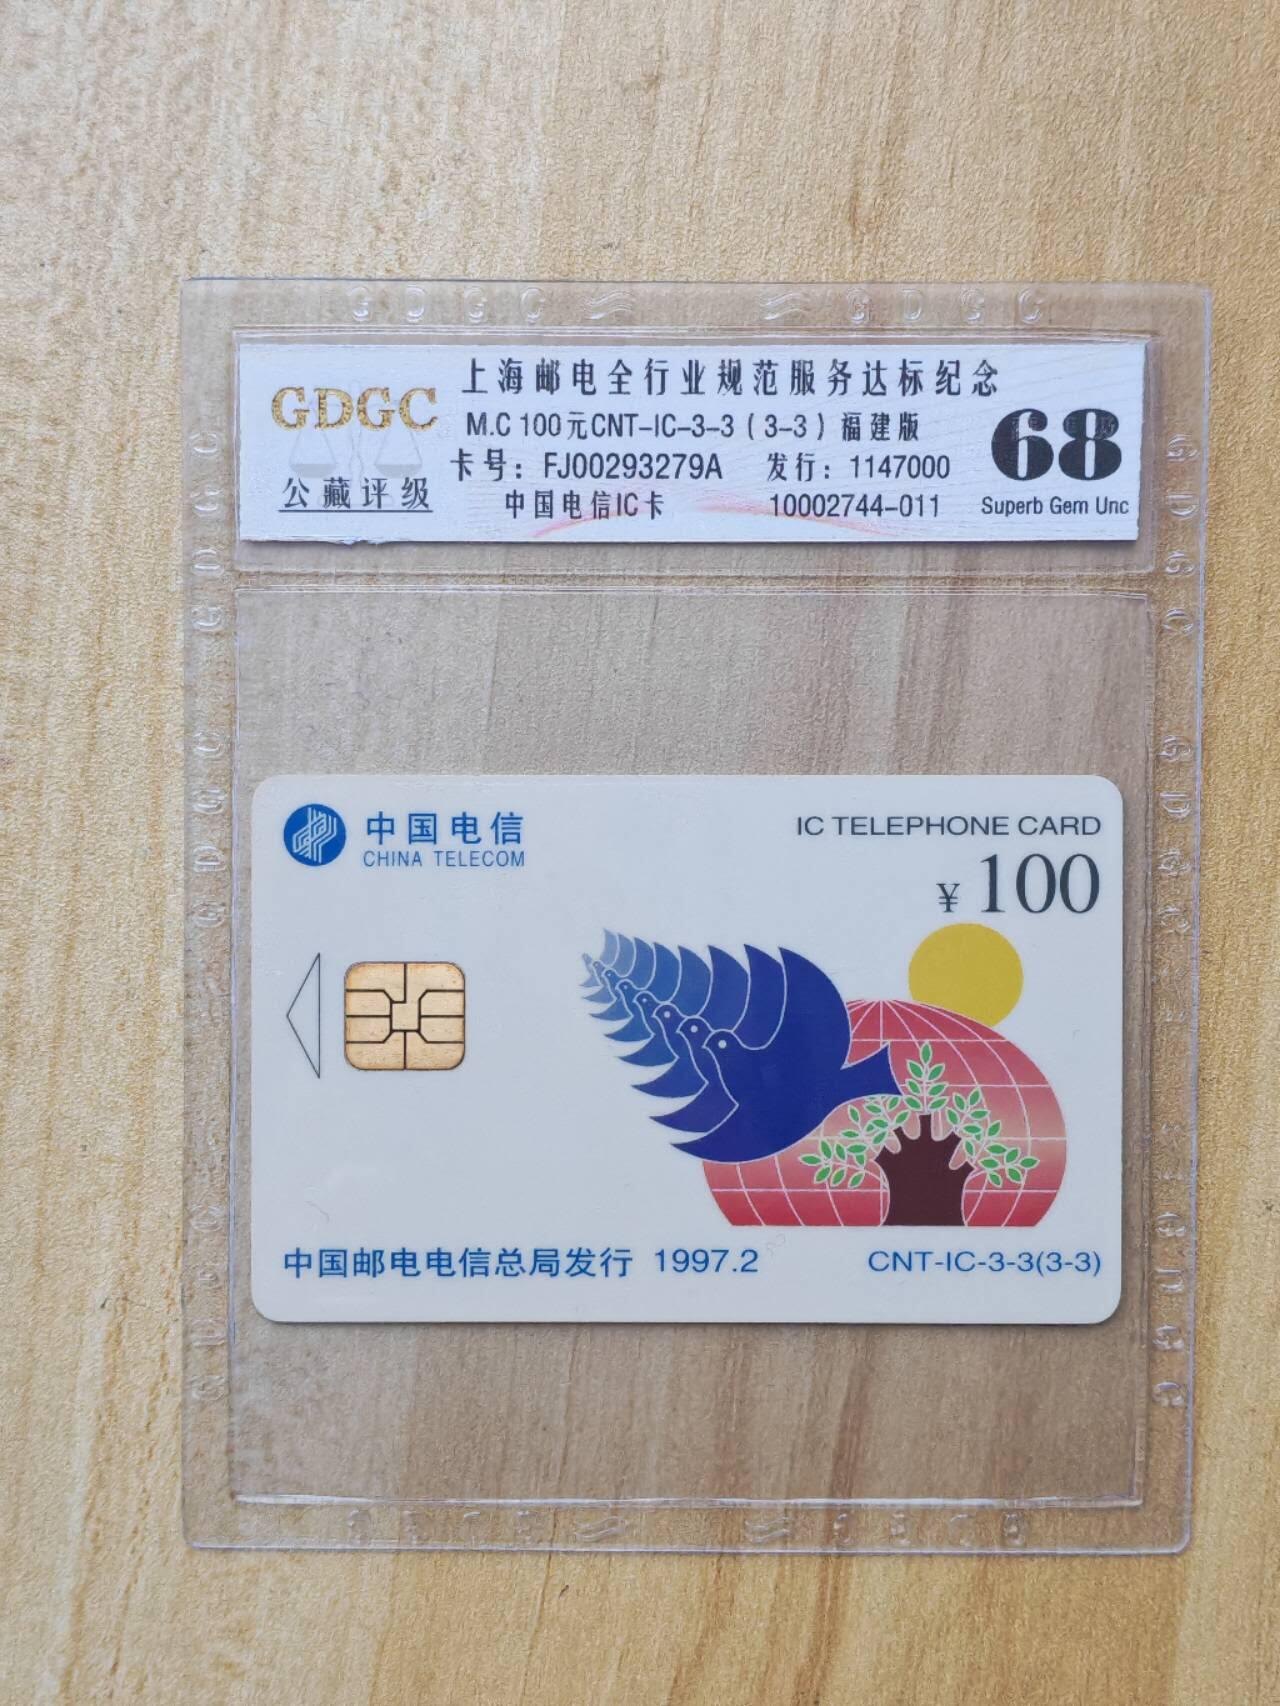 GDGC GDGC
GDGC
公藏评级
上海邮电全行业规范服务达标纪念
M.C 100元CNT-IC-3-3（3-3）福建版
卡号：FJ00293279A 发行：1147000
中国电信IC卡 10002744-011
68
Superb Gem Unc
中国电信
CHINA TELECOM
IC TELEPHONE CARD
¥100
中国邮电电信总局发行 1997.2
CNT-IC-3-3(3-3)